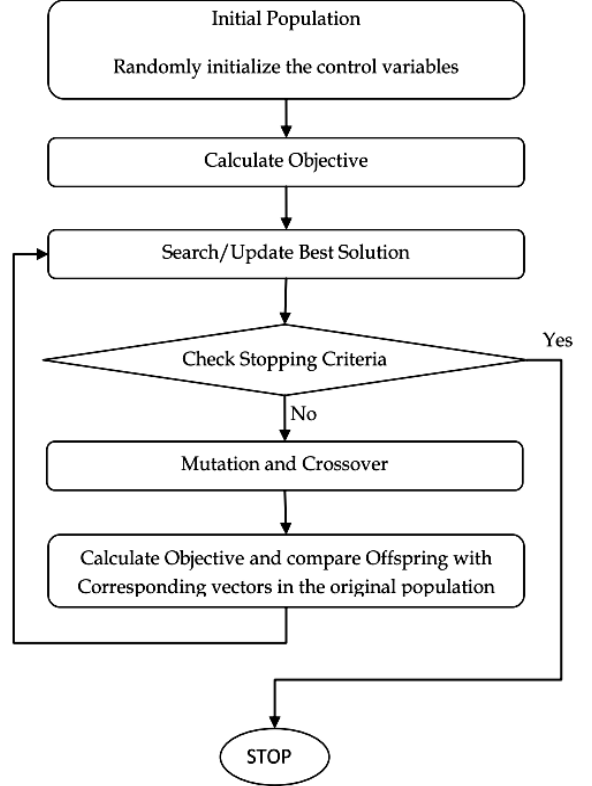 Initial Population
Randomly initialize the control variables
Calculate Objective
Search/Update Best Solution
Check Stopping Criteria
Yes
No
Mutation and Crossover
Calculate Objective and compare Offspring with
Corresponding vectors in the original population
STOP